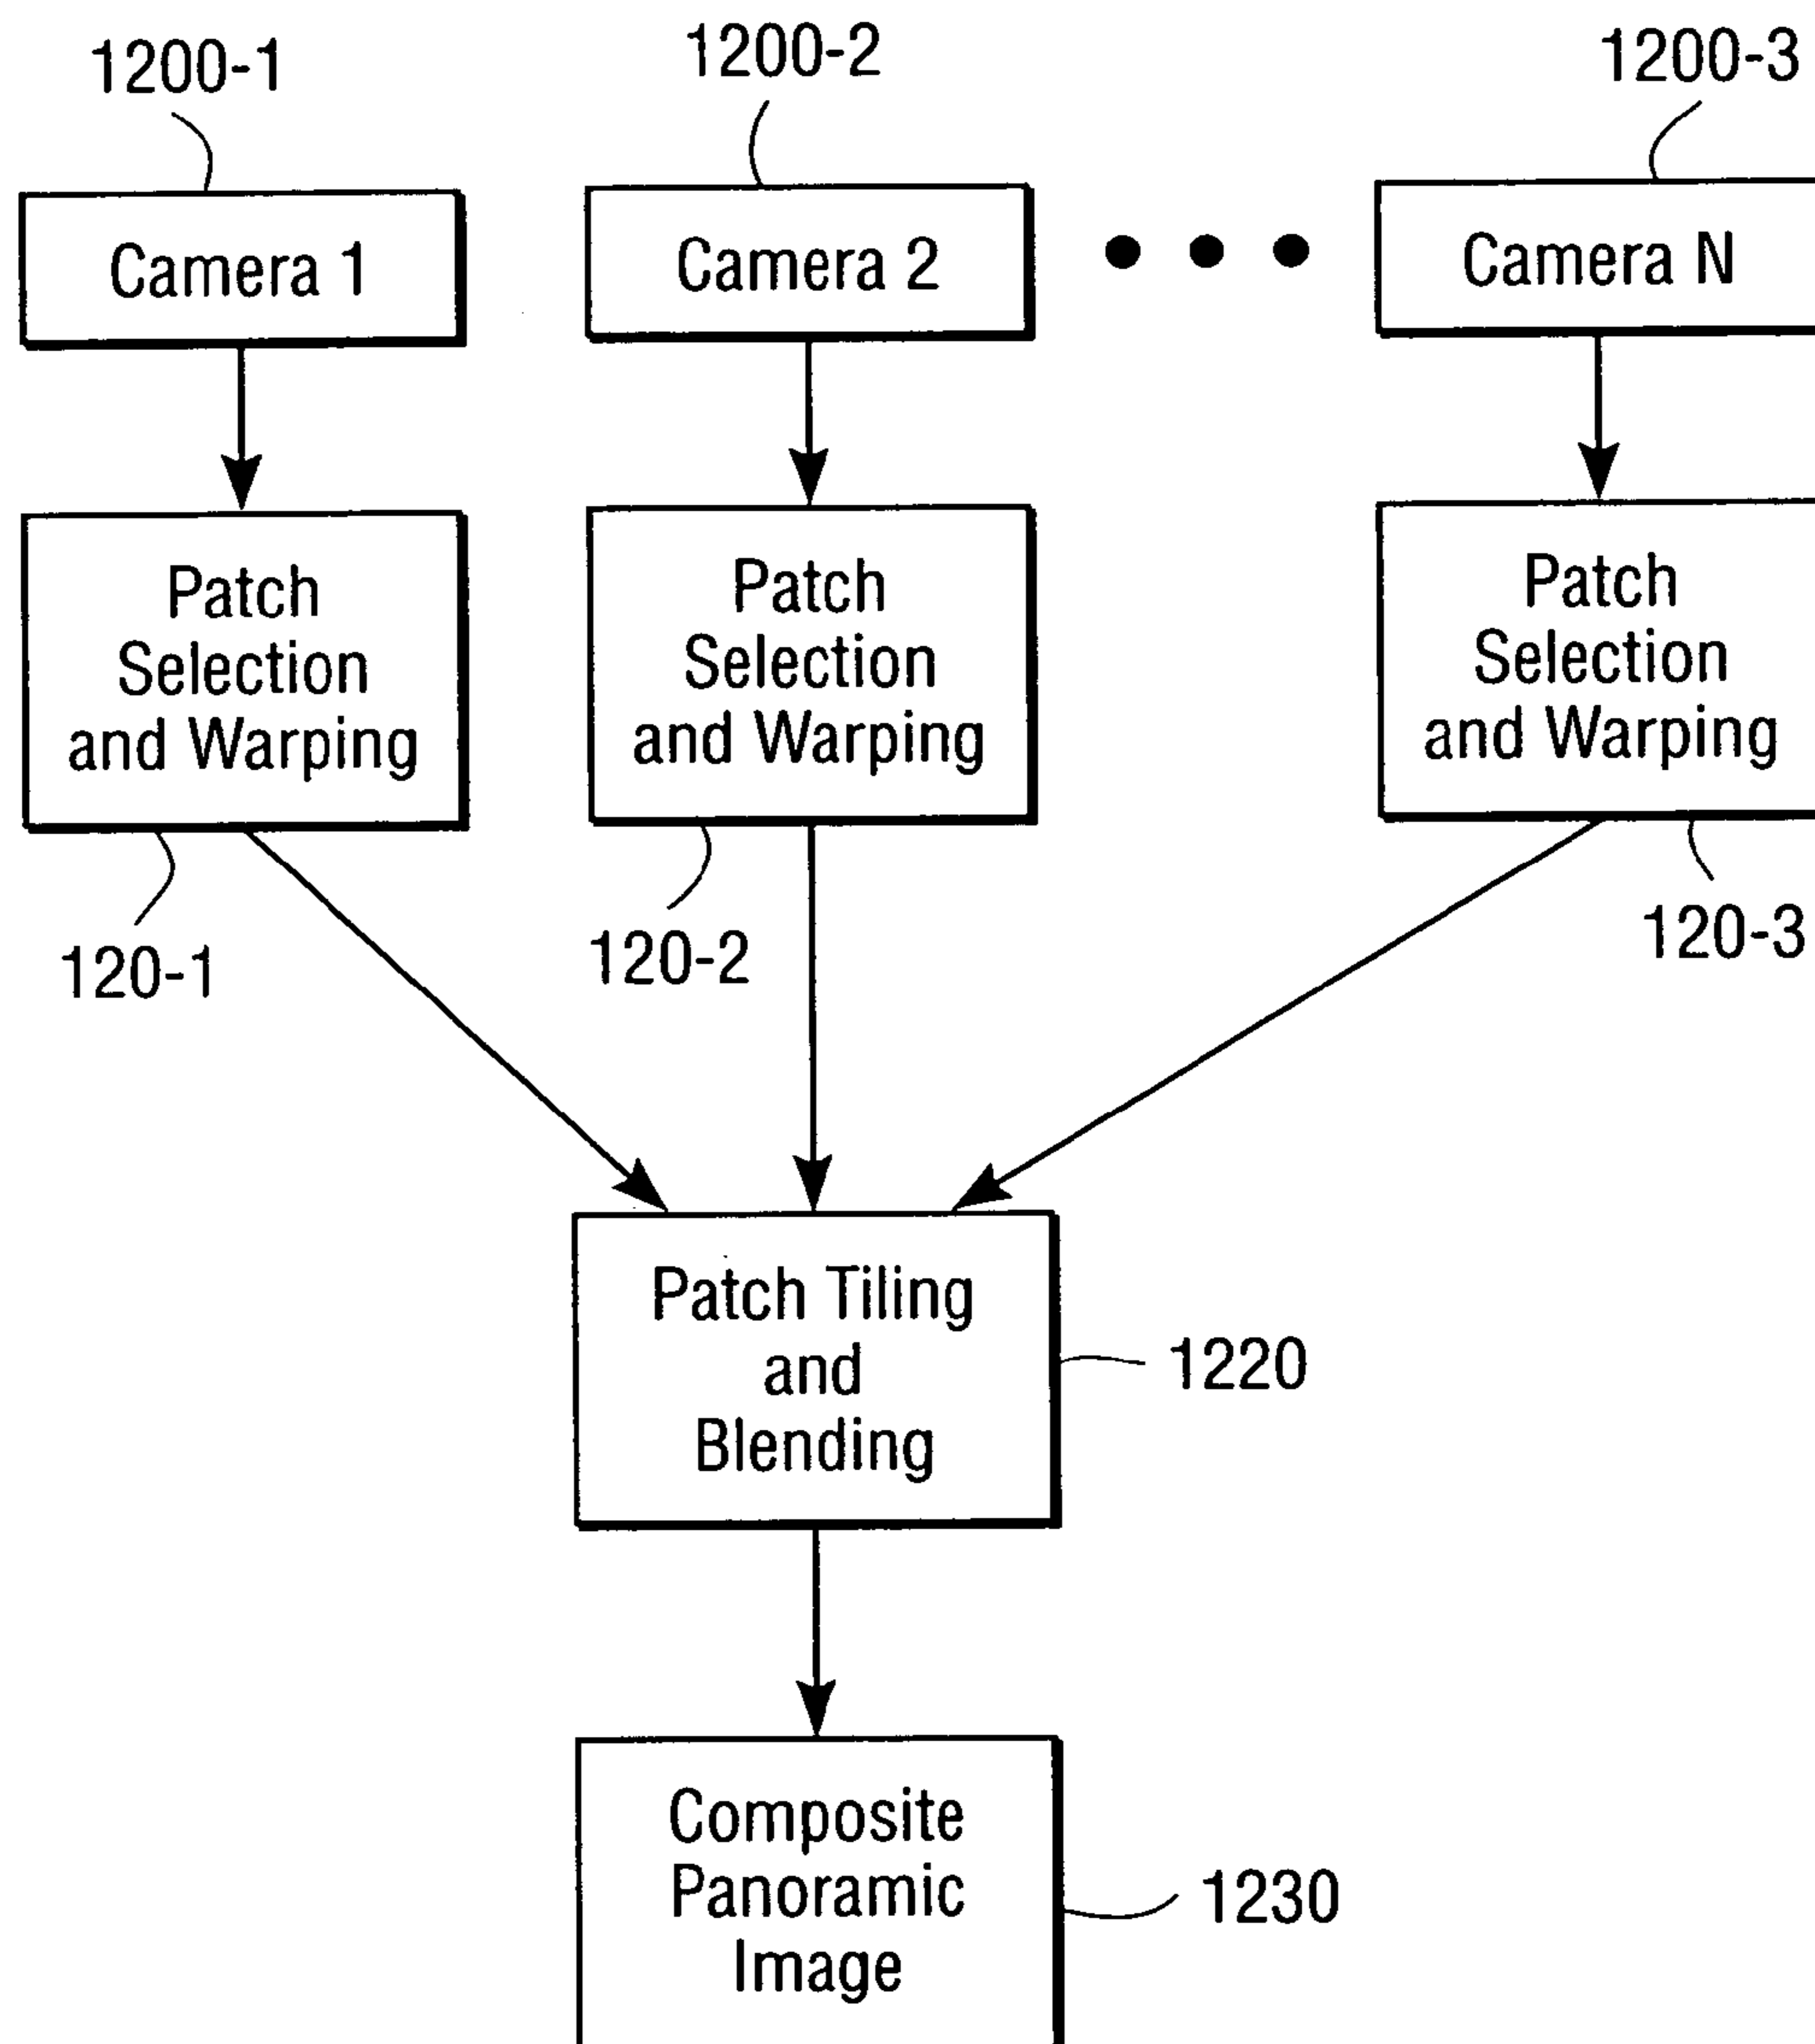 1200-1
1200-2
1200-3
Camera 1
Camera 2
Camera N
Patch
Selection
and Warping
Patch
Selection
and Warping
Patch
Selection
and Warping
120-1
120-2
120-3
Patch Tiling
and
Blending
1220
Composite
Panoramic
Image
1230